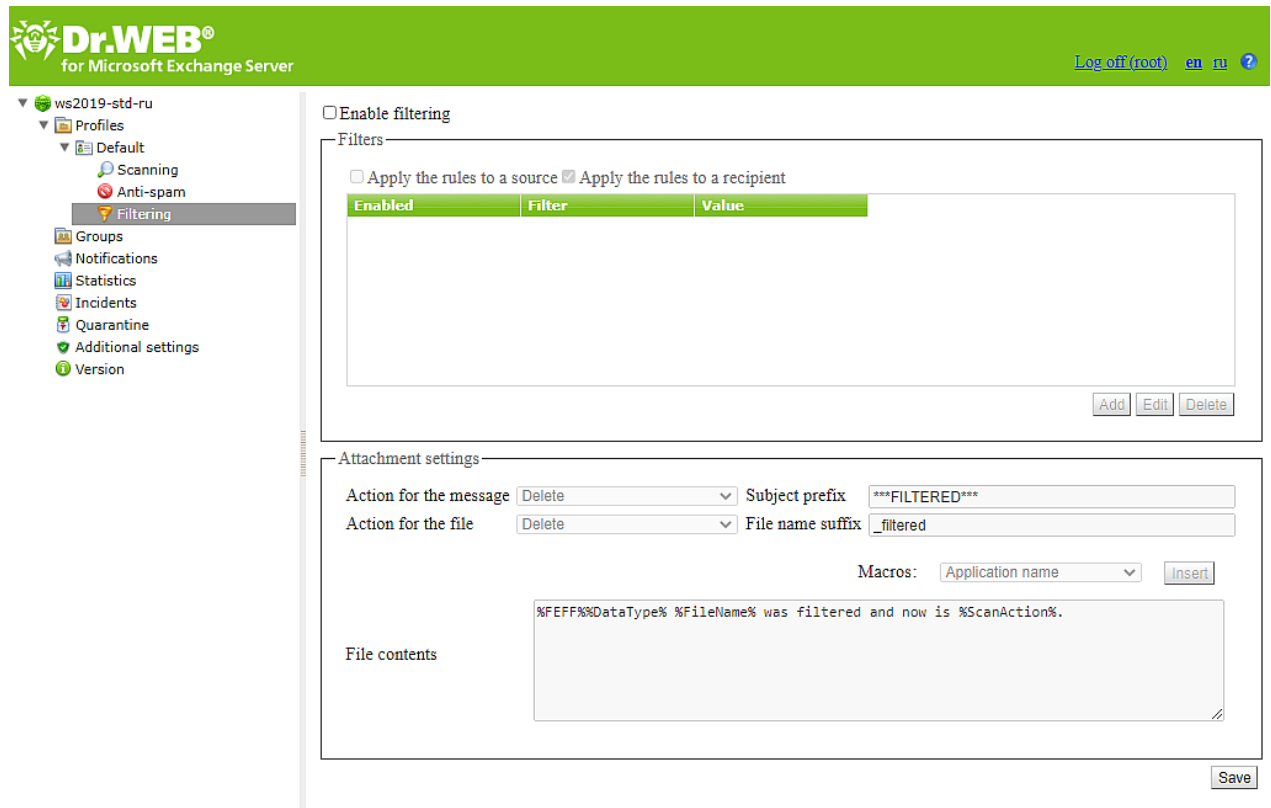 Dr.WEB®
for Microsoft Exchange Server
Log off (root) en ru ?
ws2019-std-ru
Profiles
Default
Scanning
Anti-spam
Filtering
Groups
Notifications
Statistics
Incidents
Quarantine
Additional settings
Version
Enable filtering
Filters
Apply the rules to a source Apply the rules to a recipient
Enabled Filter Value
Add Edit Delete
Attachment settings
Action for the message Delete Subject prefix ***FILTERED***
Action for the file Delete File name suffix _filtered
Macros: Application name Insert
%FEFF%%DataType% %FileName% was filtered and now is %ScanAction%.
File contents
Save